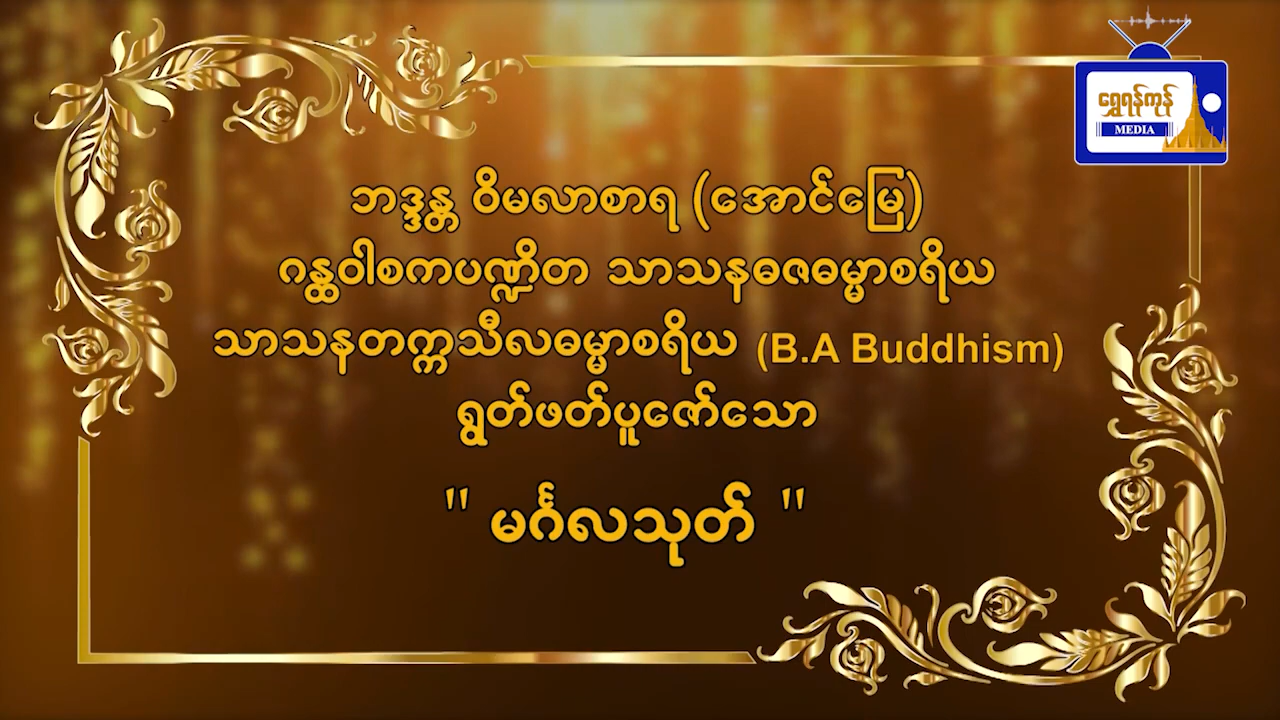 ရွှေရန်ကုန်
MEDIA
ဘဒ္ဒန္တ ဝိမလာစာရ (အောင်မြေ)
ဂန္ထဝါစကပဏ္ဍိတ သာသနဓဇဓမ္မာစရိယ
သာသနတက္ကသီလဓမ္မာစရိယ (B.A Buddhism)
ရွတ်ဖတ်ပူဇော်သော
" မင်္ဂလသုတ် "